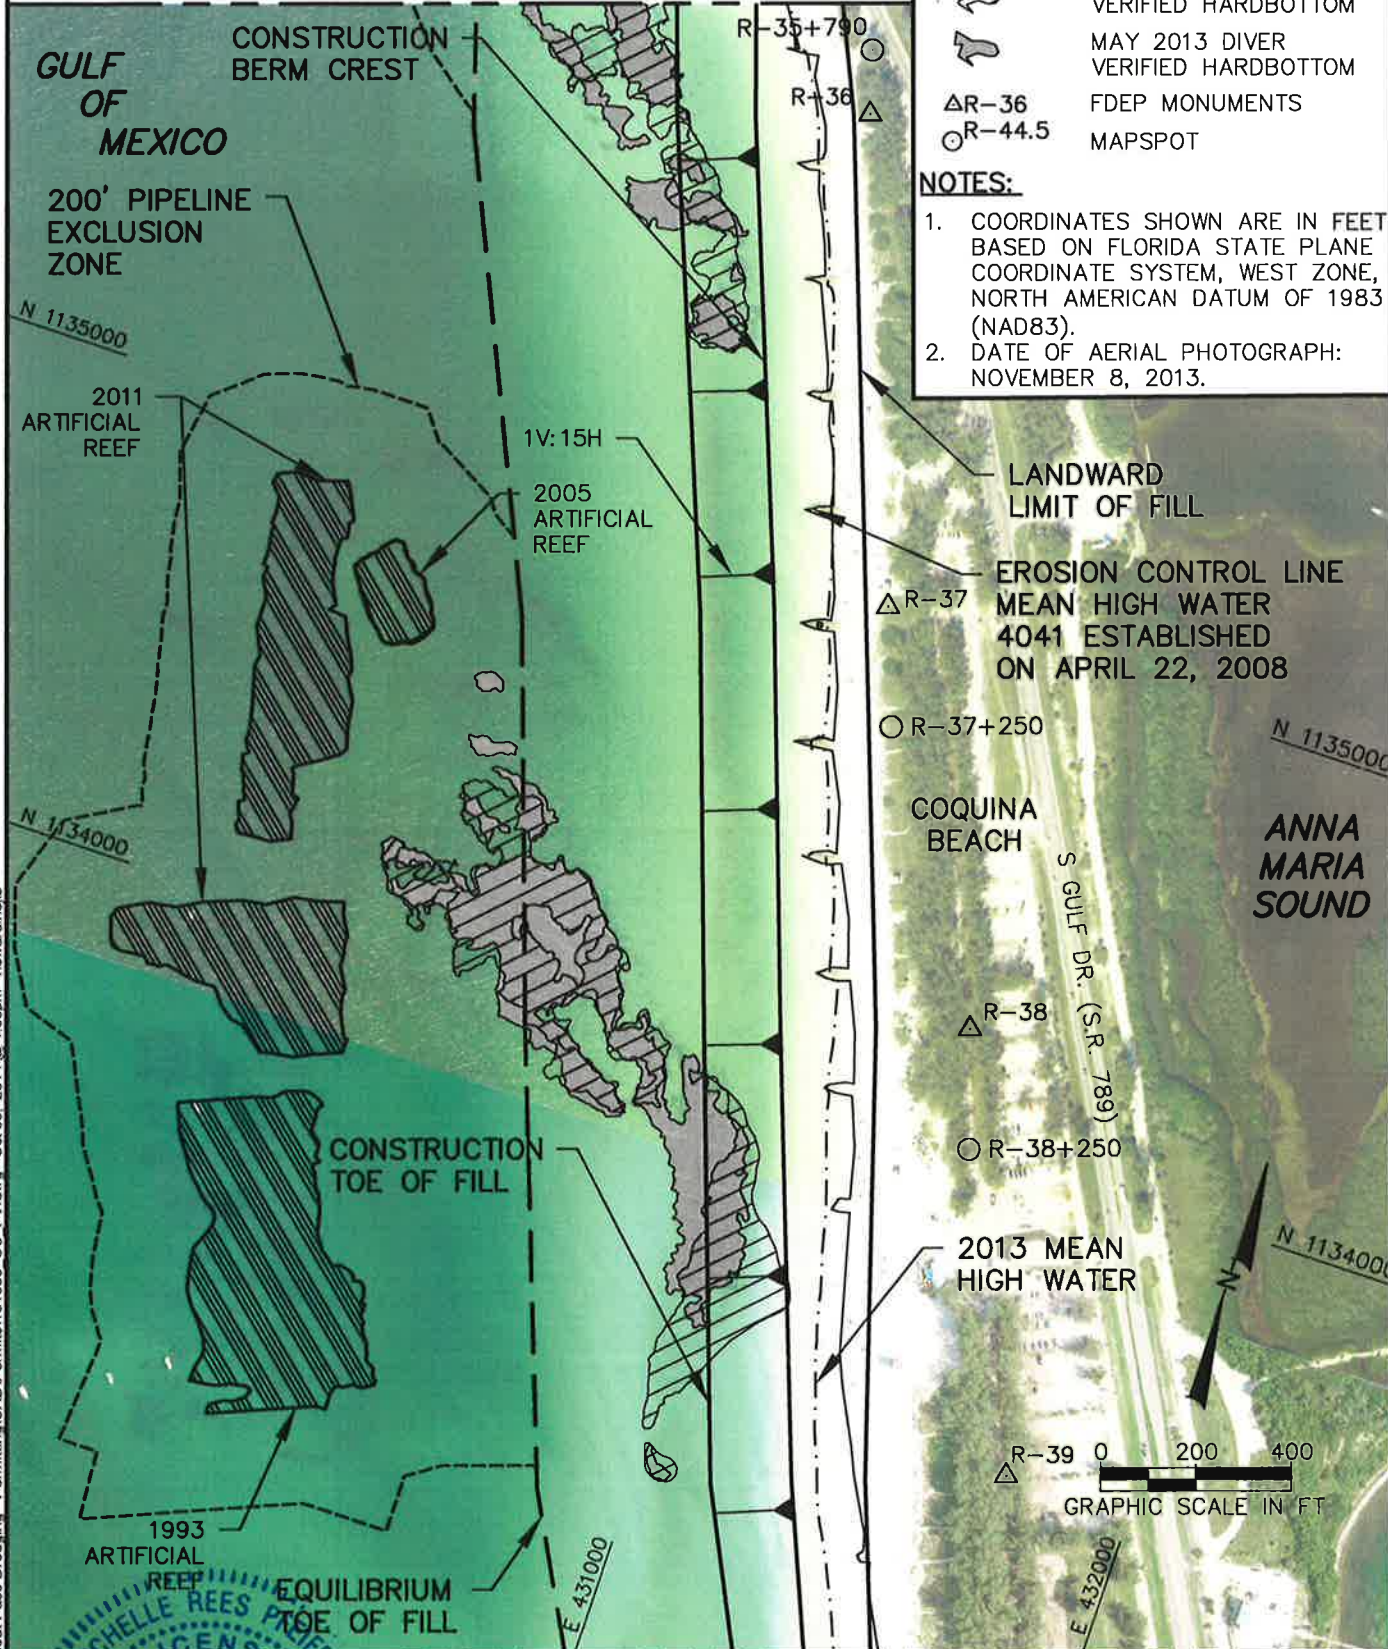 VERIFIED HARDBOTTOM
MAY 2013 DIVER
VERIFIED HARDBOTTOM
△R-36 FDEP MONUMENTS
R-44.5 MAPSPOT
NOTES:
1. COORDINATES SHOWN ARE IN FEET
BASED ON FLORIDA STATE PLANE
COORDINATE SYSTEM, WEST ZONE,
NORTH AMERICAN DATUM OF 1983
(NAD83).
2. DATE OF AERIAL PHOTOGRAPH:
NOVEMBER 8, 2013.
GULF
OF
MEXICO
CONSTRUCTION
BERM CREST
R-35+790
R-36
200' PIPELINE
EXCLUSION
ZONE
N 1135000
2011
ARTIFICIAL
REEF
1V:15H
2005
ARTIFICIAL
REEF
LANDWARD
LIMIT OF FILL
EROSION CONTROL LINE
MEAN HIGH WATER
4041 ESTABLISHED
ON APRIL 22, 2008
R-37
R-37+250
N 1135000
COQUINA
BEACH
ANNA
MARIA
SOUND
N 1134000
S GULF DR. (S.R. 789)
R-38
R-38+250
CONSTRUCTION
TOE OF FILL
2013 MEAN
HIGH WATER
N 1134000
N
R-39
0 200 400
GRAPHIC SCALE IN FT
1993
ARTIFICIAL
REEF
EQUILIBRIUM
TOE OF FILL
E 431000
E 432000
CHELLE REES